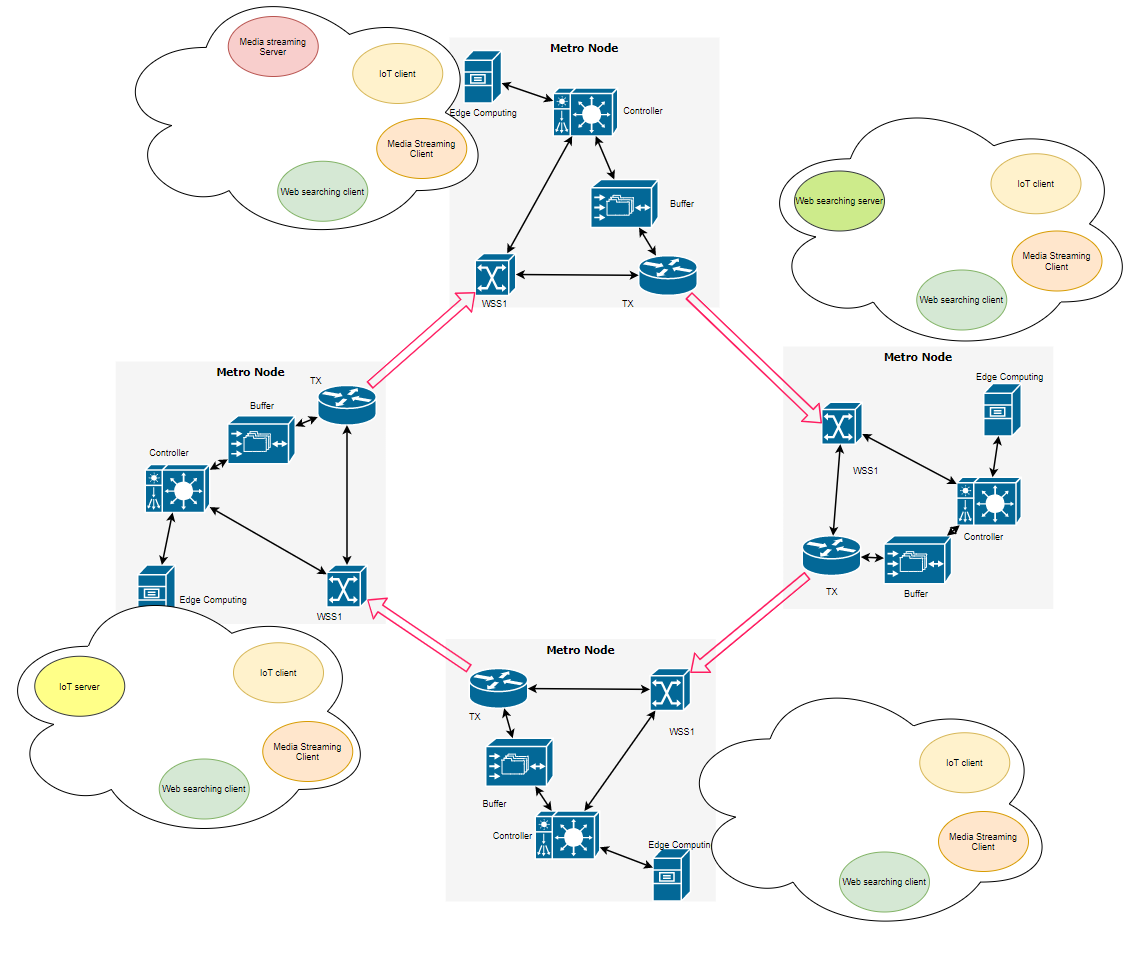 Media streaming
Server
IoT client
Media Streaming
Client
Web searching client
Metro Node
Edge Computing
Controller
Buffer
WSS1
TX
Web searching server
IoT client
Media Streaming
Client
Web searching client
Metro Node
Edge Computing
WSS1
Controller
TX
Buffer
Metro Node
TX
Buffer
Controller
Edge Computing
WSS1
IoT server
IoT client
Media Streaming
Client
Web searching client
Metro Node
TX
WSS1
Buffer
Controller
Edge Computin
IoT client
Media Streaming
Client
Web searching client